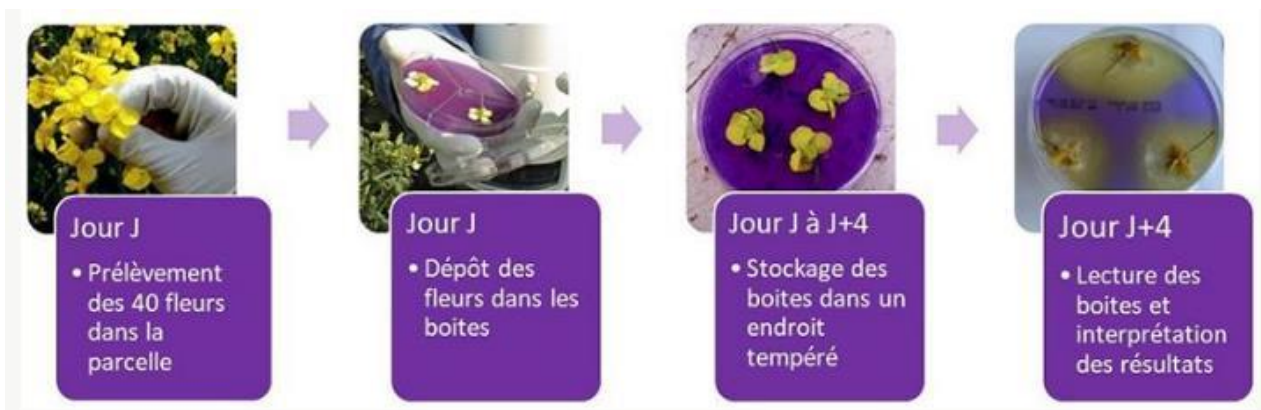 Jour J
• Prélèvement
des 40 fleurs
dans la
parcelle
Jour J
• Dépôt des
fleurs dans les
boites
Jour J à J+4
• Stockage des
boites dans un
endroit
tempéré
Jour J+4
• Lecture des
boites et
interprétation
des résultats